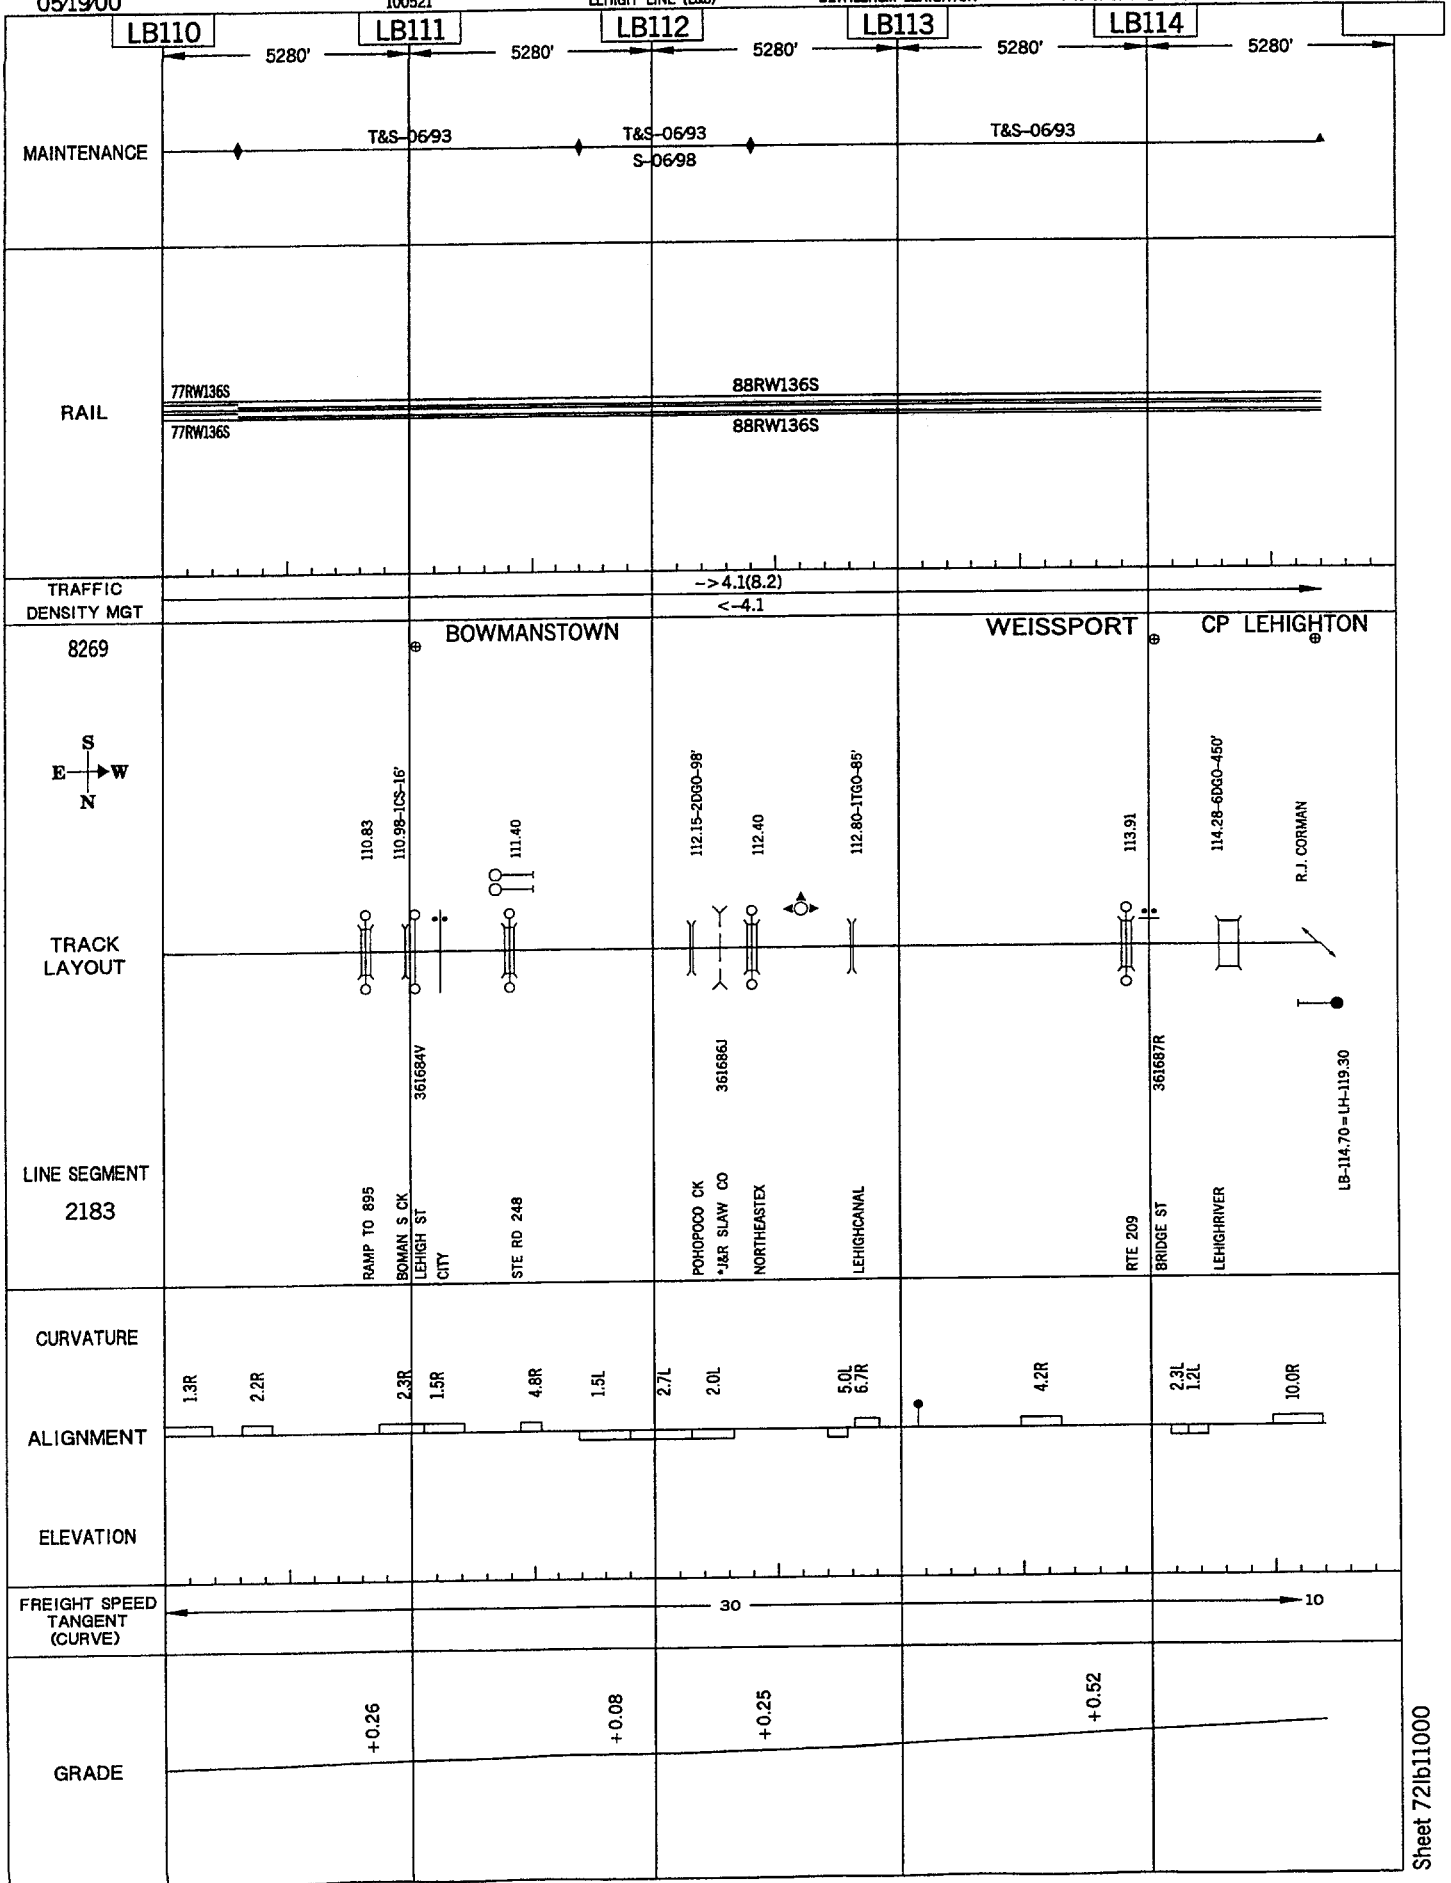 05/19/00
100521
LEHIGH LINE
LB110
LB111
LB112
LB113
LB114
5280'
5280'
5280'
5280'
5280'
MAINTENANCE
T&S-06/93
T&S-06/93
S-06/98
T&S-06/93
RAIL
77RW136S
88RW136S
77RW136S
88RW136S
TRAFFIC
DENSITY MGT
->4.1(8.2)
<-4.1
8269
BOWMANSTOWN
WEISSPORT
CP LEHIGHTON
S
E W
N
110.83
110.98-1CS-16'
111.40
112.15-2DGO-98'
112.40
112.80-1TGO-85'
113.91
114.28-6DGO-450'
R.J. CORMAN
TRACK
LAYOUT
361684V
361686J
361687R
LB-114.70=LH-119.30
LINE SEGMENT
2183
RAMP TO 895
BOMAN S CK
LEHIGH ST
CITY
STE RD 248
POHOPOCO CK
*J&R SLAW CO
NORTHEASTEX
LEHIGHCANAL
RTE 209
BRIDGE ST
LEHIGHRIVER
CURVATURE
1.3R
2.2R
2.3R
1.5R
4.8R
1.5L
2.7L
2.0L
5.0L
6.7R
4.2R
2.3L
1.2L
10.0R
ALIGNMENT
ELEVATION
FREIGHT SPEED
TANGENT
(CURVE)
30
10
GRADE
+0.26
+0.08
+0.25
+0.52
Sheet 72lb11000